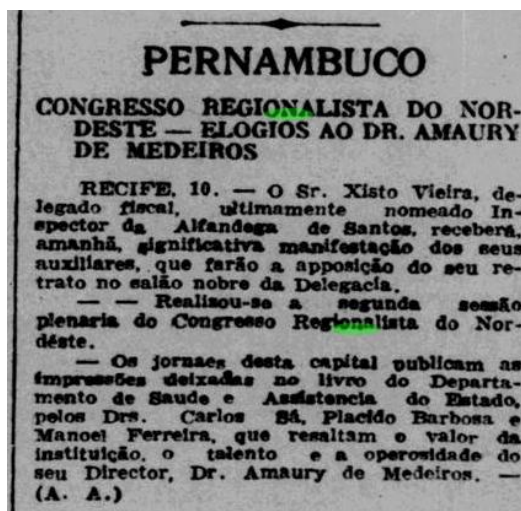 PERNAMBUCO
CONGRESSO REGIONALISTA DO NOR-
DESTE — ELOGIOS AO DR. AMAURY
DE MEDEIROS
RECIFE, 10. — O Sr. Xisto Vieira, de-
legado fiscal, ultimamente nomeado In-
spector da Alfandega de Santos, receberá,
amanhã, significativa manifestação dos seus
auxiliares, que farão a apposição do seu re-
trato no salão nobre da Delegacia.
— — Realisou-se a segunda sessão
plenaria do Congresso Regionalista do Nor-
déste.
— Os jornaes desta capital publicam as
impressões deixadas no livro do Departa-
mento de Saude e Assistencia do Estado,
pelos Drs. Carlos Sá, Placido Barbosa e
Manoel Ferreira, que resaltam o valor da
instituição, o talento e a operosidade do
seu Director, Dr. Amaury de Medeiros. —
(A. A.)